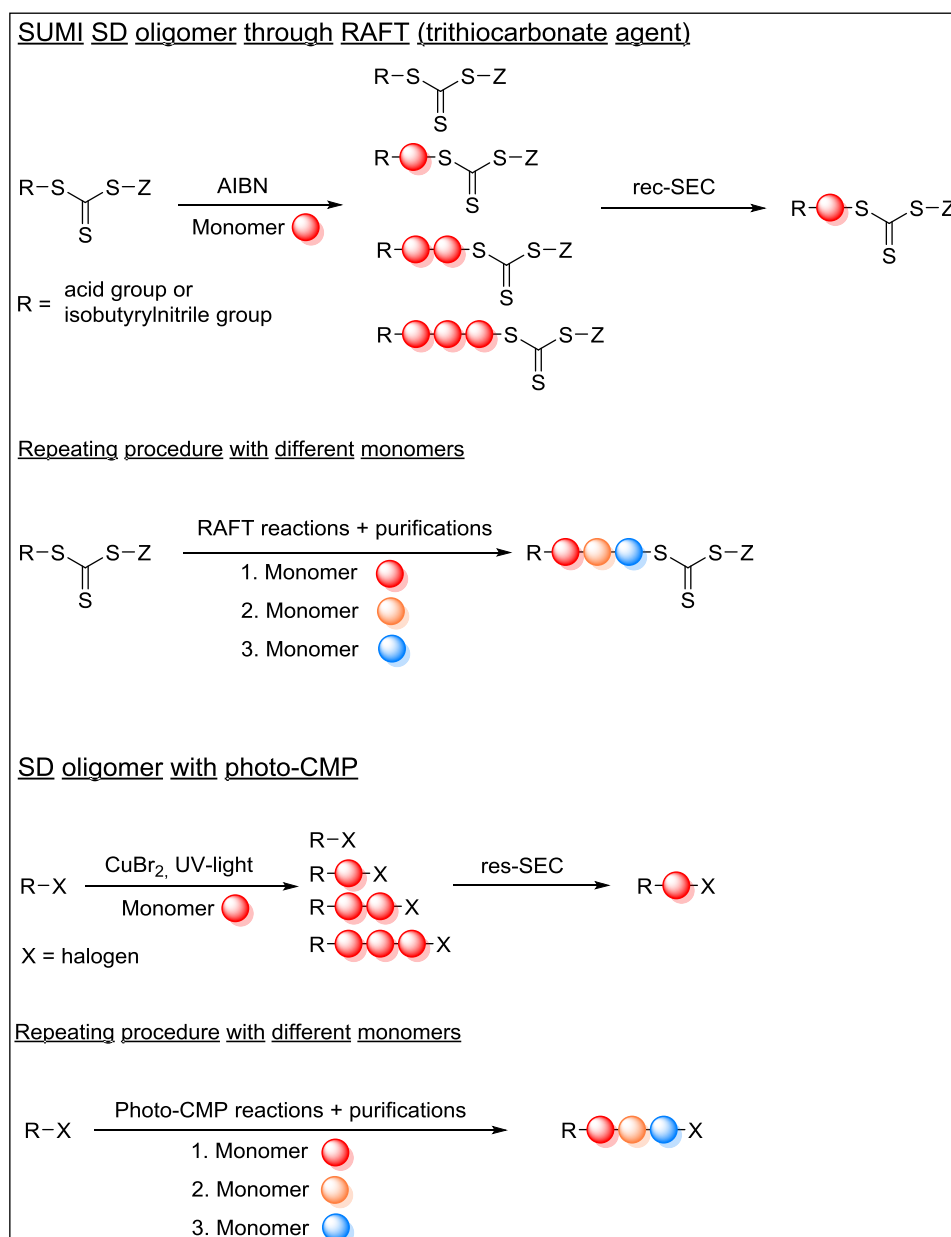 SUMI SD oligomer through RAFT (trithiocarbonate agent)
R-S S-Z
S
R-S S-Z
S
AIBN
Monomer
R S S-Z
S
rec-SEC
R S S-Z
S
R S S-Z
S
R = acid group or
isobutyrylnitrile group
R S S-Z
S
Repeating procedure with different monomers
R-S S-Z
S
RAFT reactions + purifications
1. Monomer
2. Monomer
3. Monomer
R S S-Z
S
SD oligomer with photo-CMP
R-X
CuBr2, UV-light
Monomer
R-X
R X
R X
R X
res-SEC
R X
X = halogen
Repeating procedure with different monomers
R-X
Photo-CMP reactions + purifications
1. Monomer
2. Monomer
3. Monomer
R X